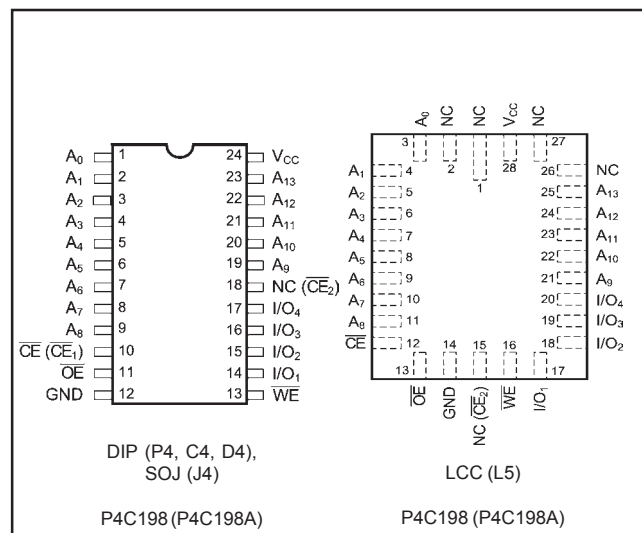 A0 1 24 VCC
A1 2 23 A13
A2 3 22 A12
A3 4 21 A11
A4 5 20 A10
A5 6 19 A9
A6 7 18 NC (CE2)
A7 8 17 I/O4
A8 9 16 I/O3
CE (CE1) 10 15 I/O2
OE 11 14 I/O1
GND 12 13 WE
DIP (P4, C4, D4),
SOJ (J4)
P4C198 (P4C198A)
A0 NC NC VCC NC
3 2 1 28 27
A1 4 26 NC
A2 5 25 A13
A3 6 24 A12
A4 7 23 A11
A5 8 22 A10
A6 9 21 A9
A7 10 20 I/O4
A8 11 19 I/O3
CE 12 18 I/O2
13 14 15 16 17
OE GND NC (CE2) WE I/O1
LCC (L5)
P4C198 (P4C198A)